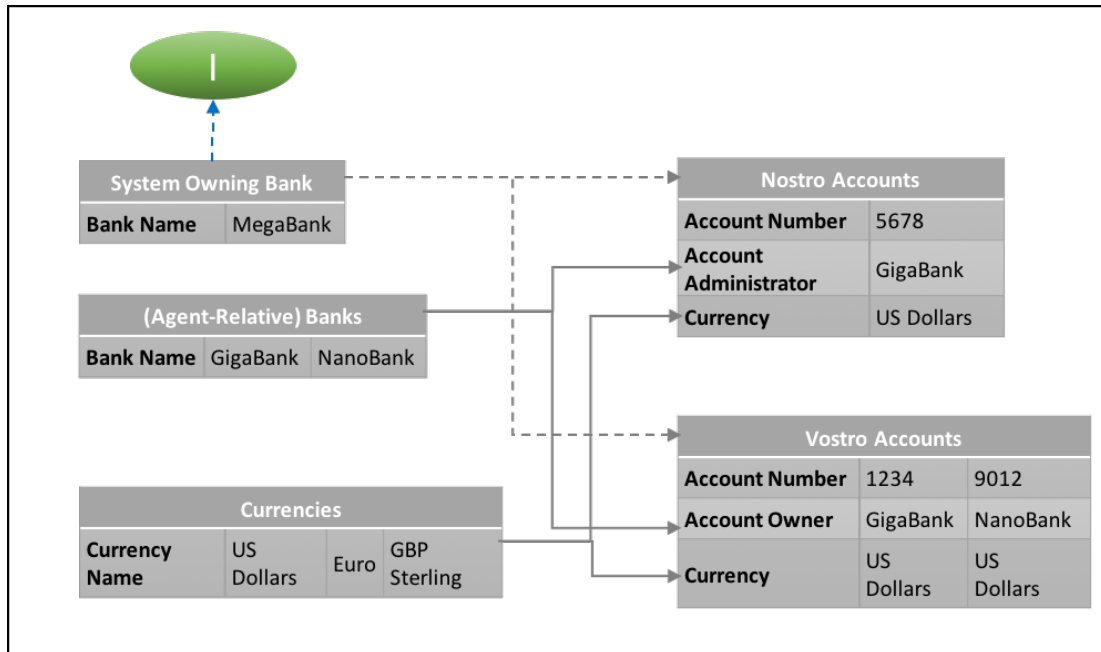 I
System Owning Bank
Bank Name MegaBank
(Agent-Relative) Banks
Bank Name GigaBank NanoBank
Currencies
Currency Name US Dollars Euro GBP Sterling
Nostro Accounts
Account Number 5678
Account Administrator GigaBank
Currency US Dollars
Vostro Accounts
Account Number 1234 9012
Account Owner GigaBank NanoBank
Currency US Dollars US Dollars